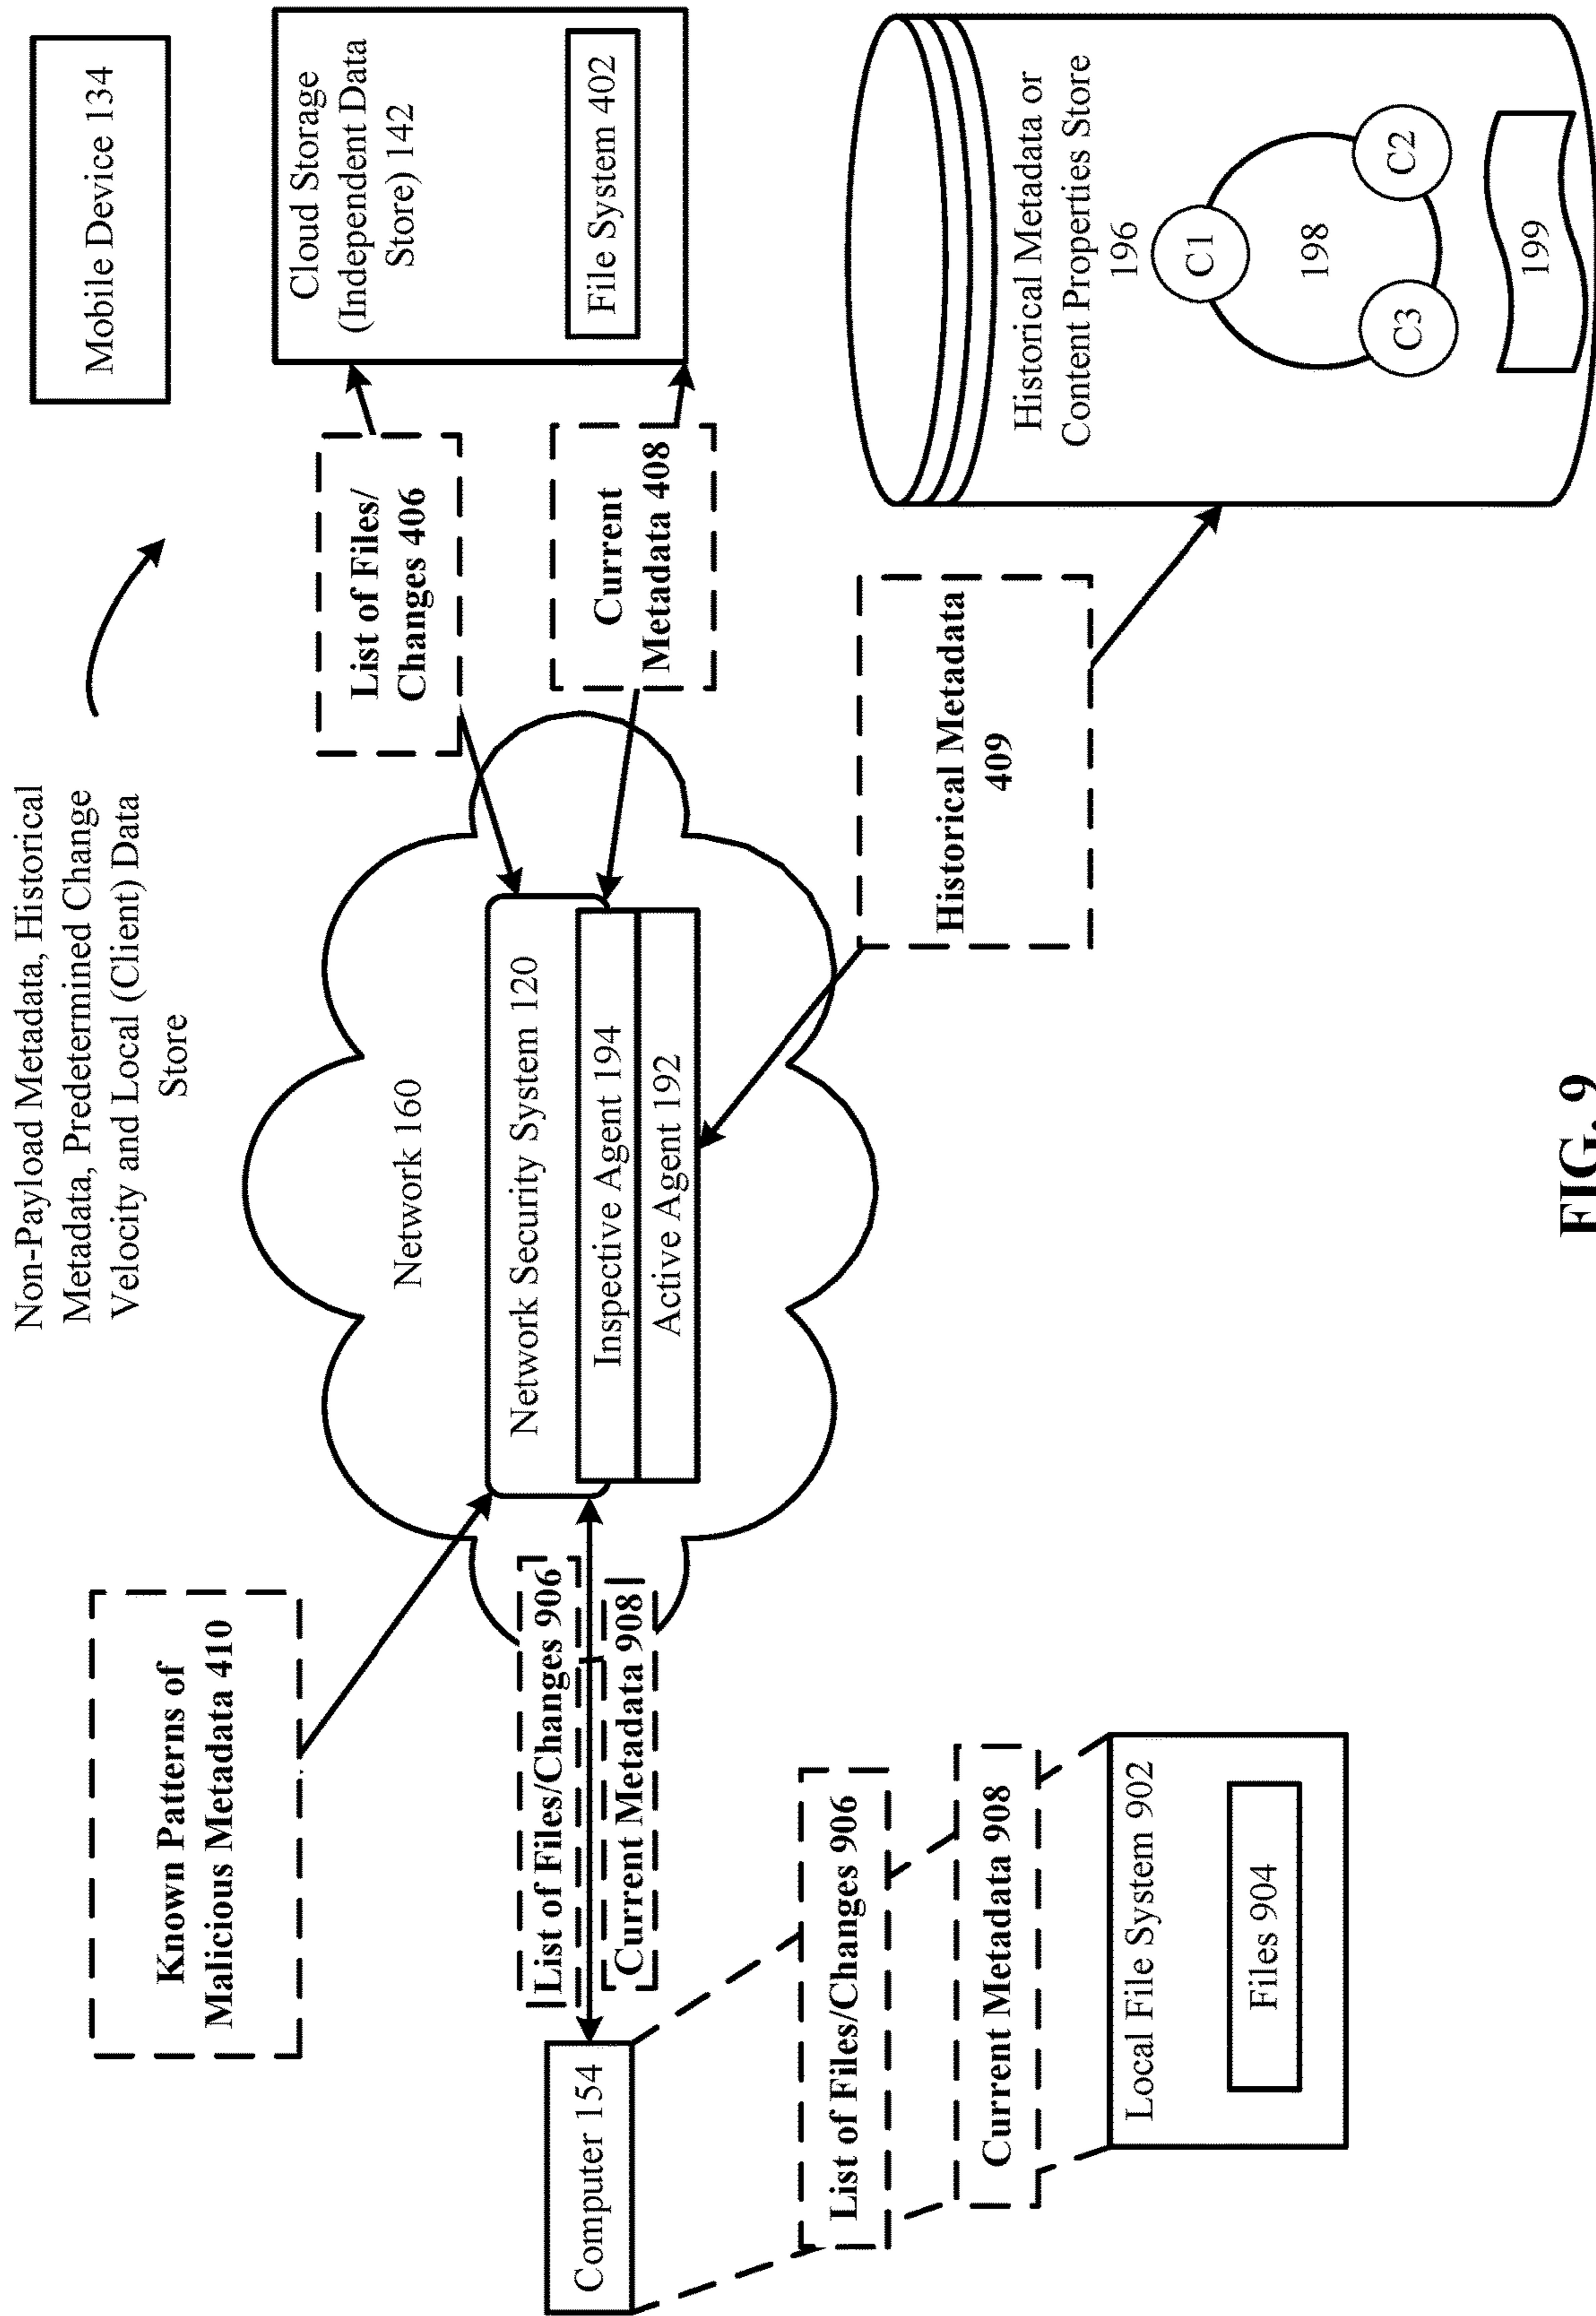 Non-Payload Metadata, Historical
Metadata, Predetermined Change
Velocity and Local (Client) Data
Store
Mobile Device 134
Known Patterns of
Malicious Metadata 410
Network 160
List of Files/
Changes 406
Cloud Storage
(Independent Data
Store) 142
File System 402
Computer 154
List of Files/Changes 906
Current Metadata 908
Network Security System 120
Inspective Agent 194
Active Agent 192
Current
Metadata 408
List of Files/Changes 906
Current Metadata 908
Local File System 902
Files 904
Historical Metadata
409
Historical Metadata or
Content Properties Store
196
C1
198
C3
C2
199
FIG. 9